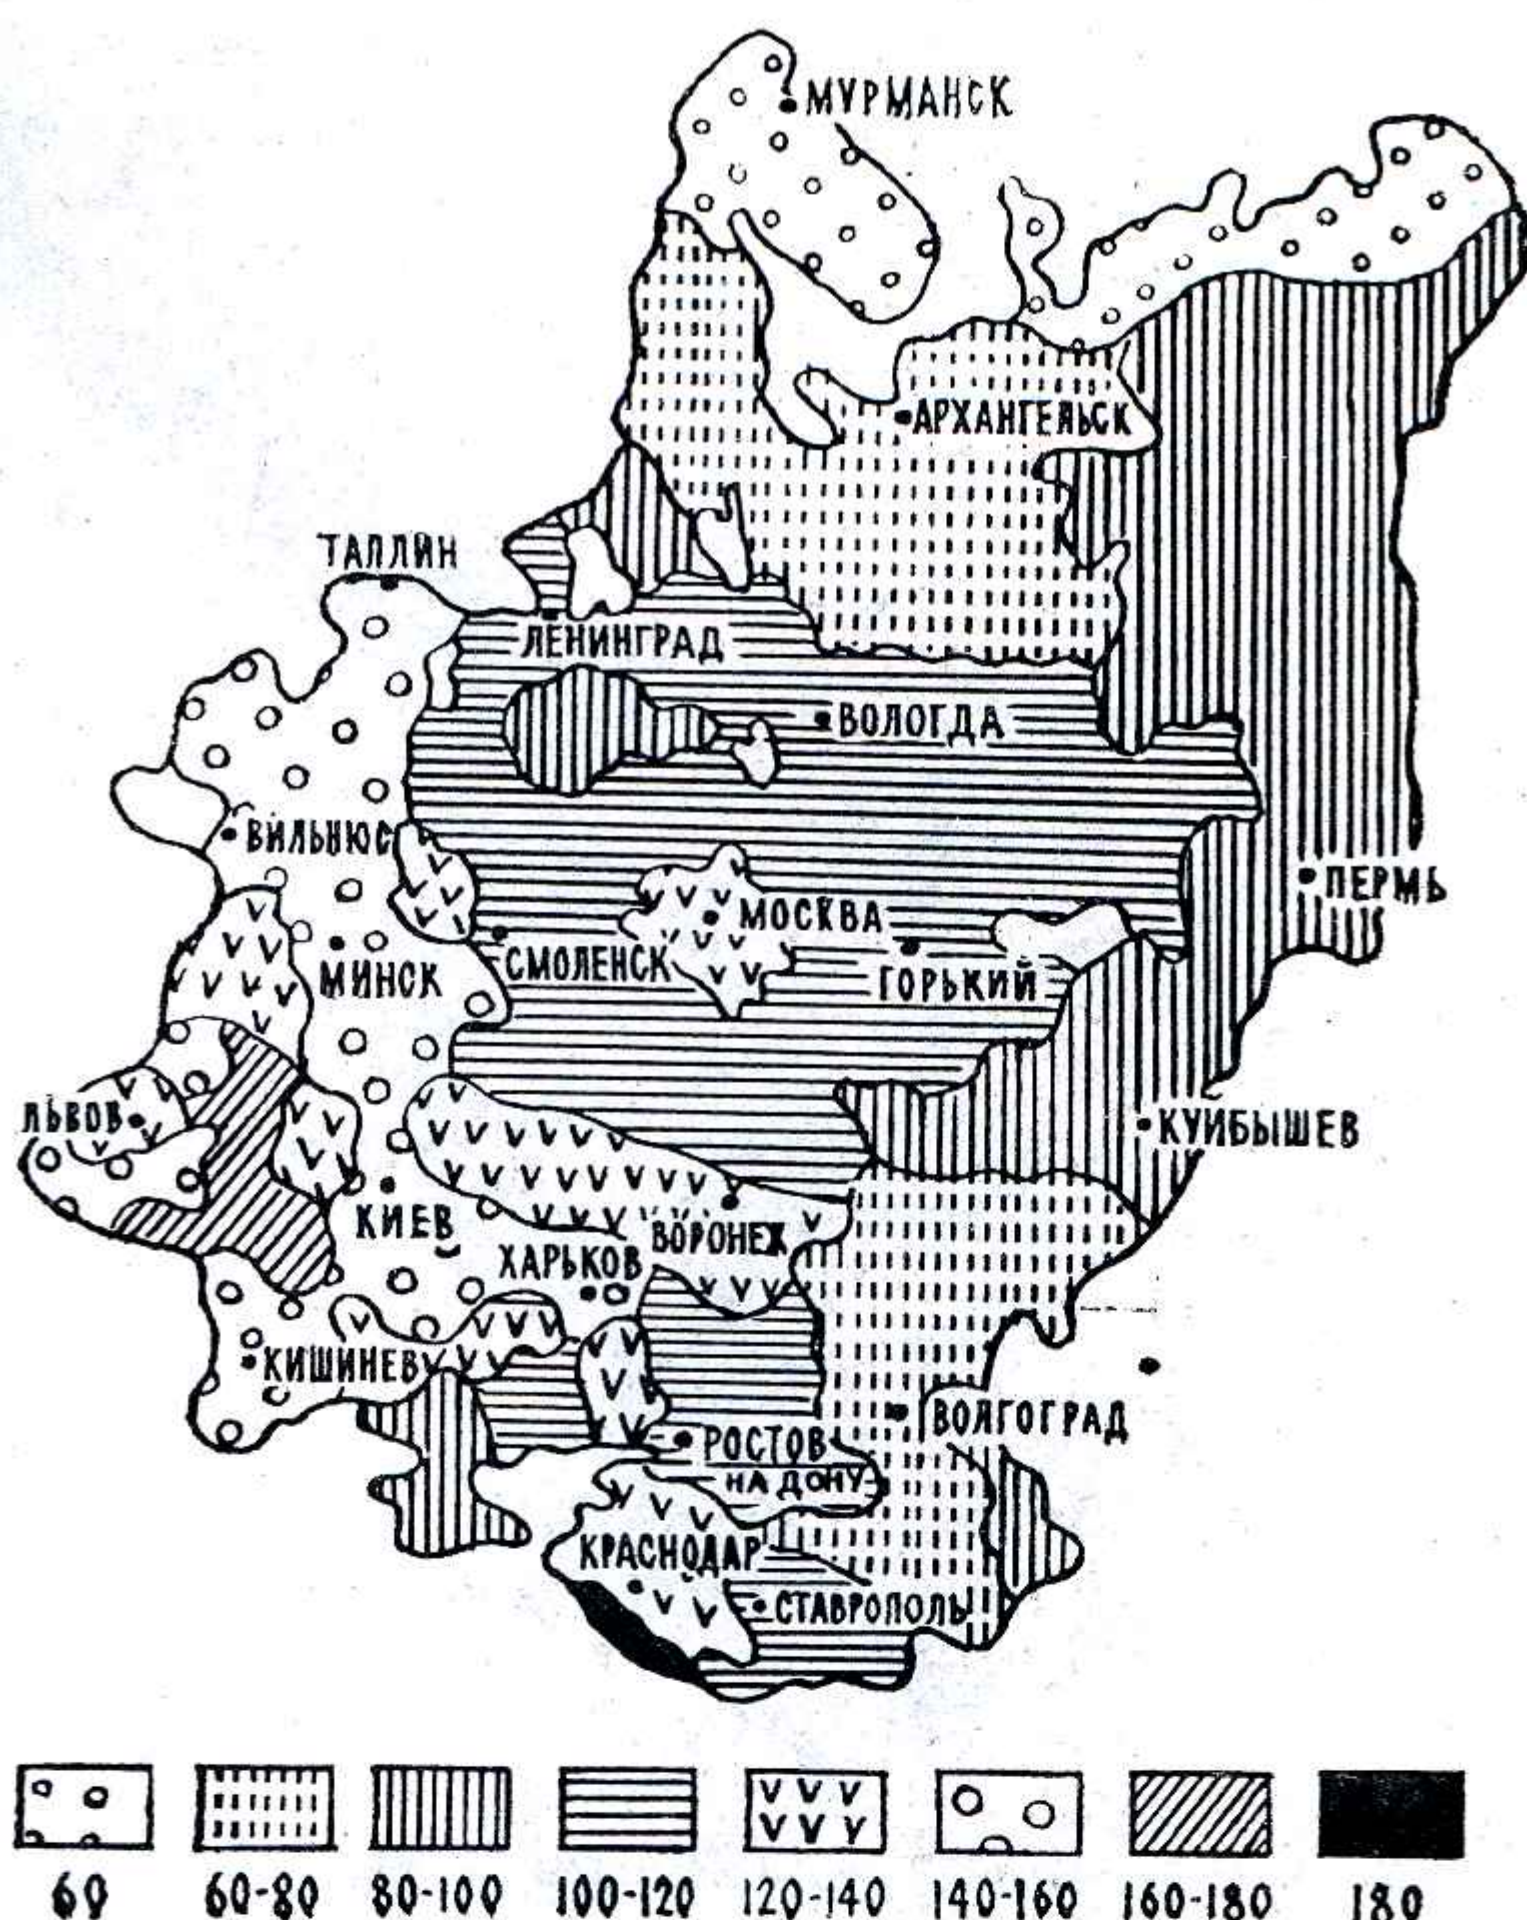 МУРМАНСК
АРХАНГЕЛЬСК
ТАЛЛИН
ЛЕНИНГРАД
ВОЛОГДА
ВИЛЬНЮС
ПЕРМЬ
МОСКВА
СМОЛЕНСК
МИНСК
ГОРЬКИЙ
ЛЬВОВ
КУЙБЫШЕВ
КИЕВ
ВОРОНЕЖ
ХАРЬКОВ
КИШИНЕВ
ВОЛГОГРАД
РОСТОВ
НА ДОНУ
КРАСНОДАР
СТАВРОПОЛЬ
60 60-80 80-100 100-120 120-140 140-160 160-180 180